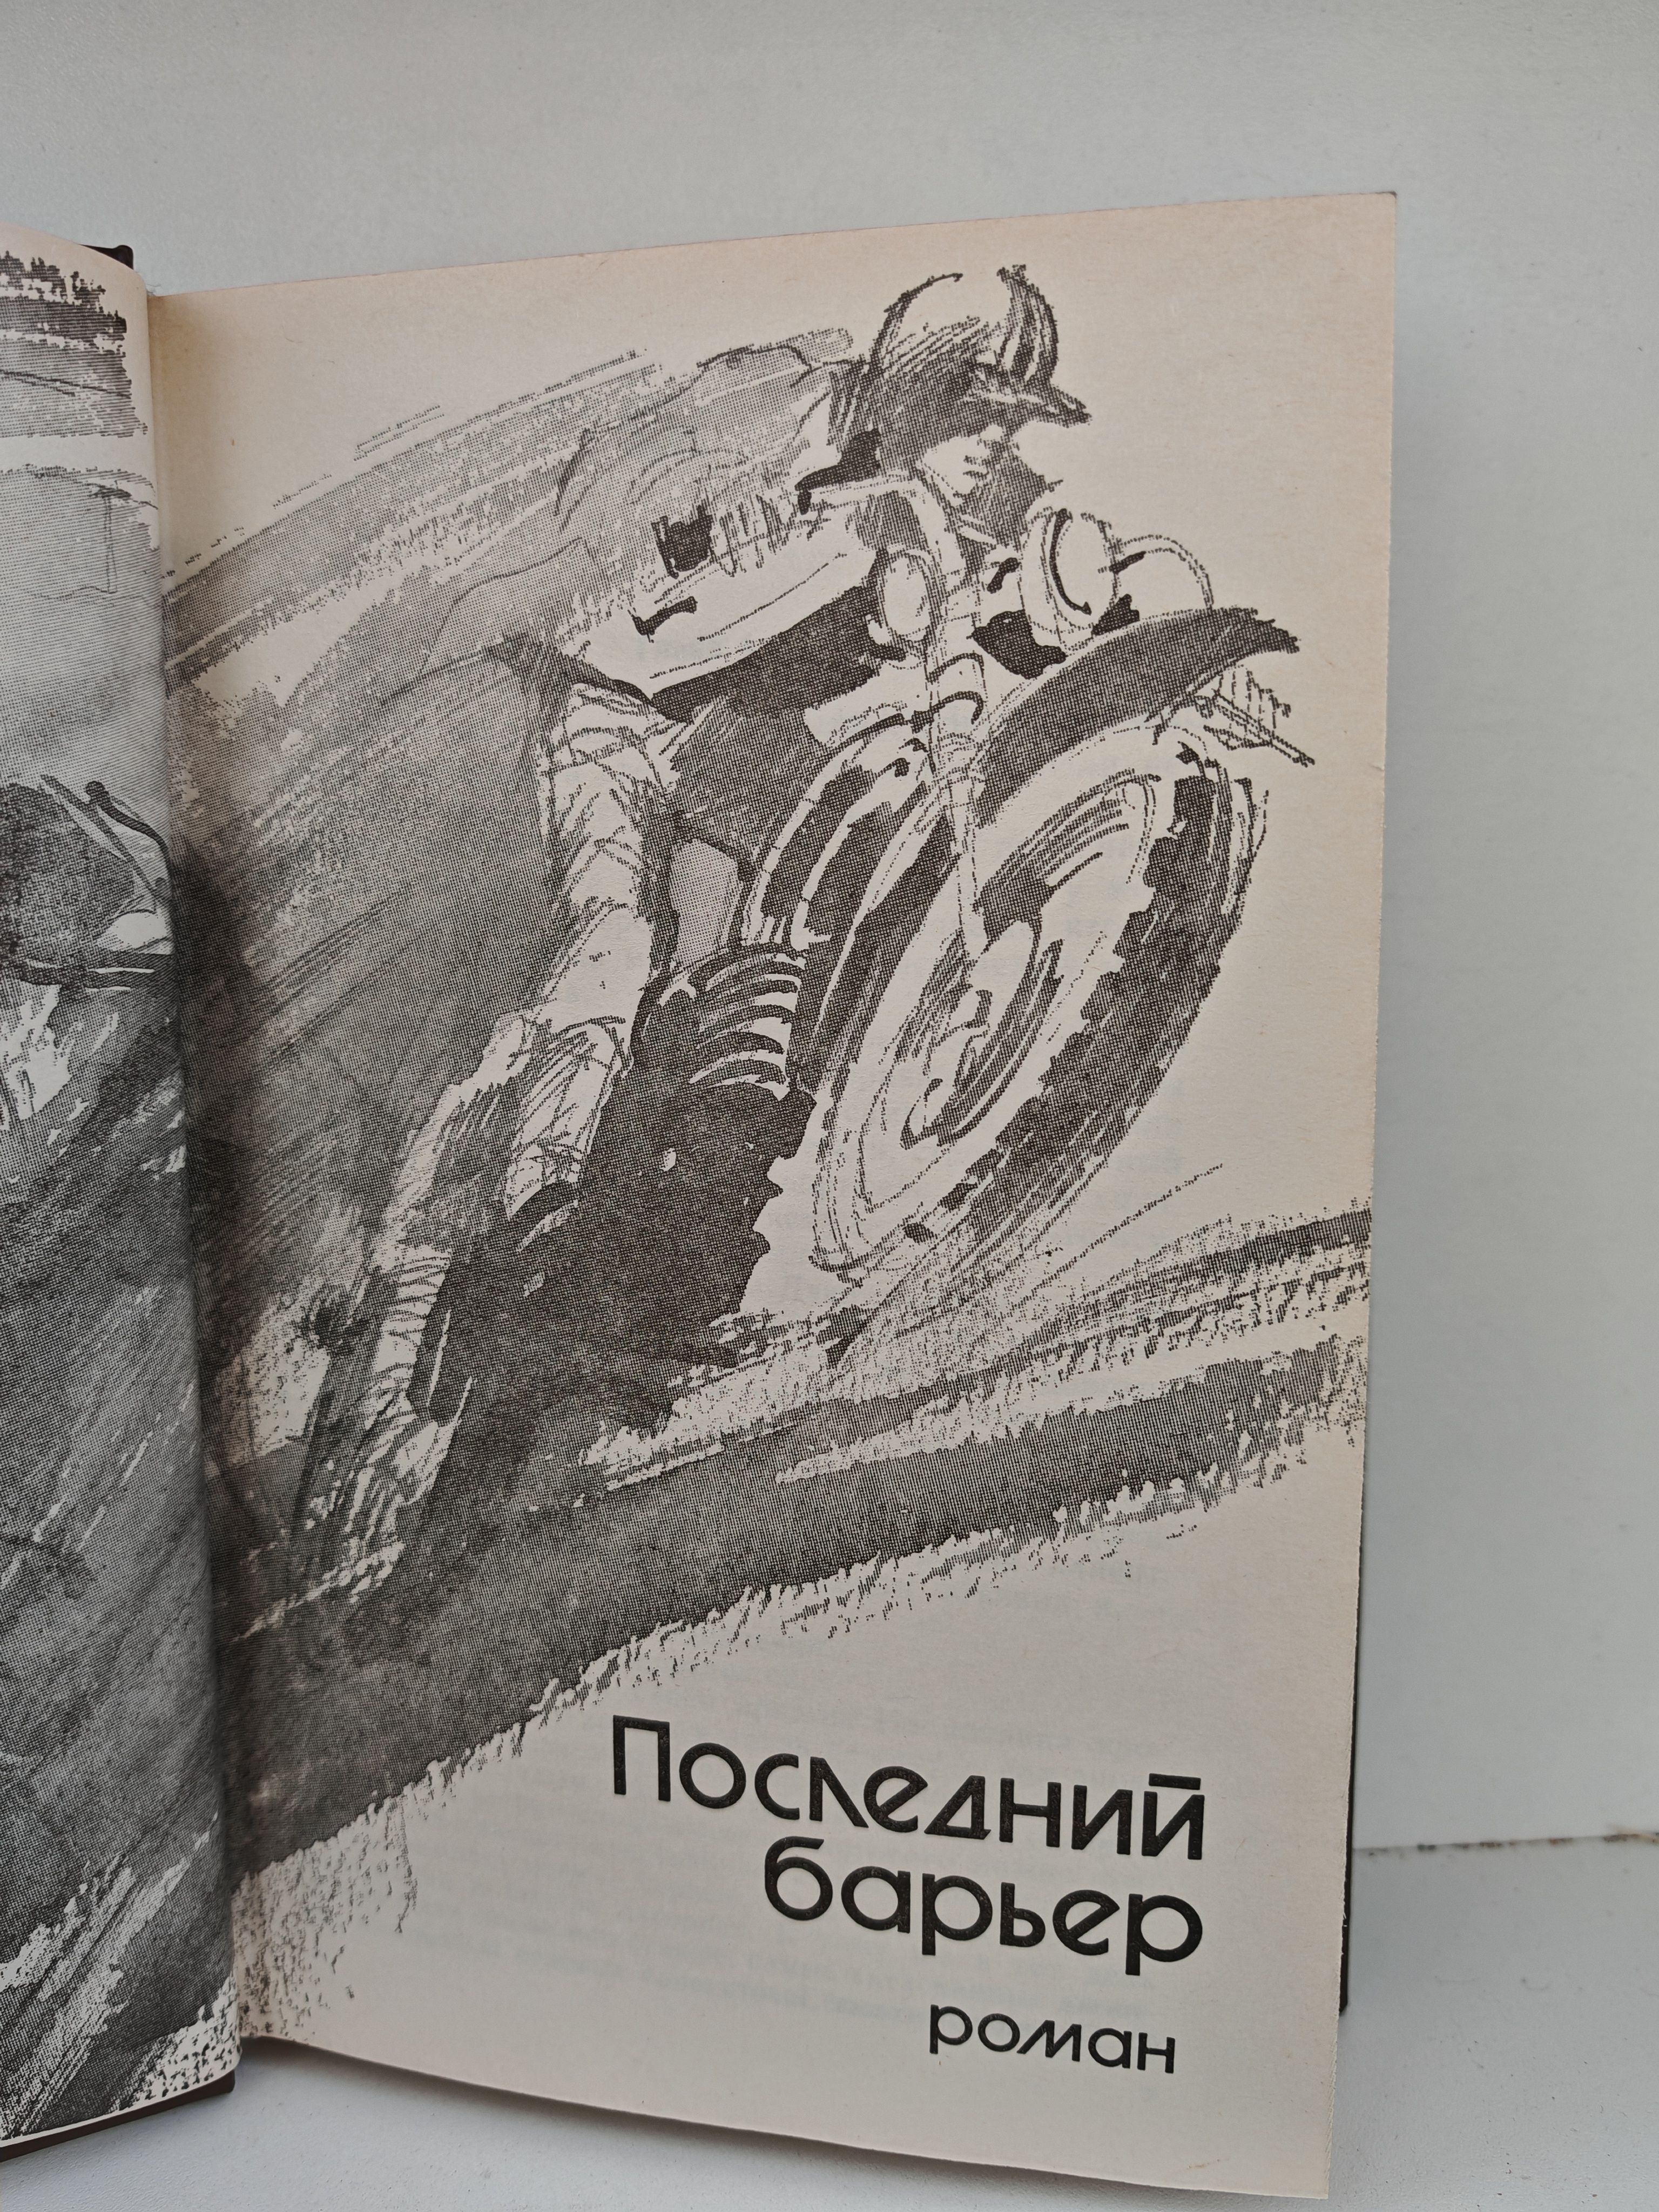 Последний
барьер
роман